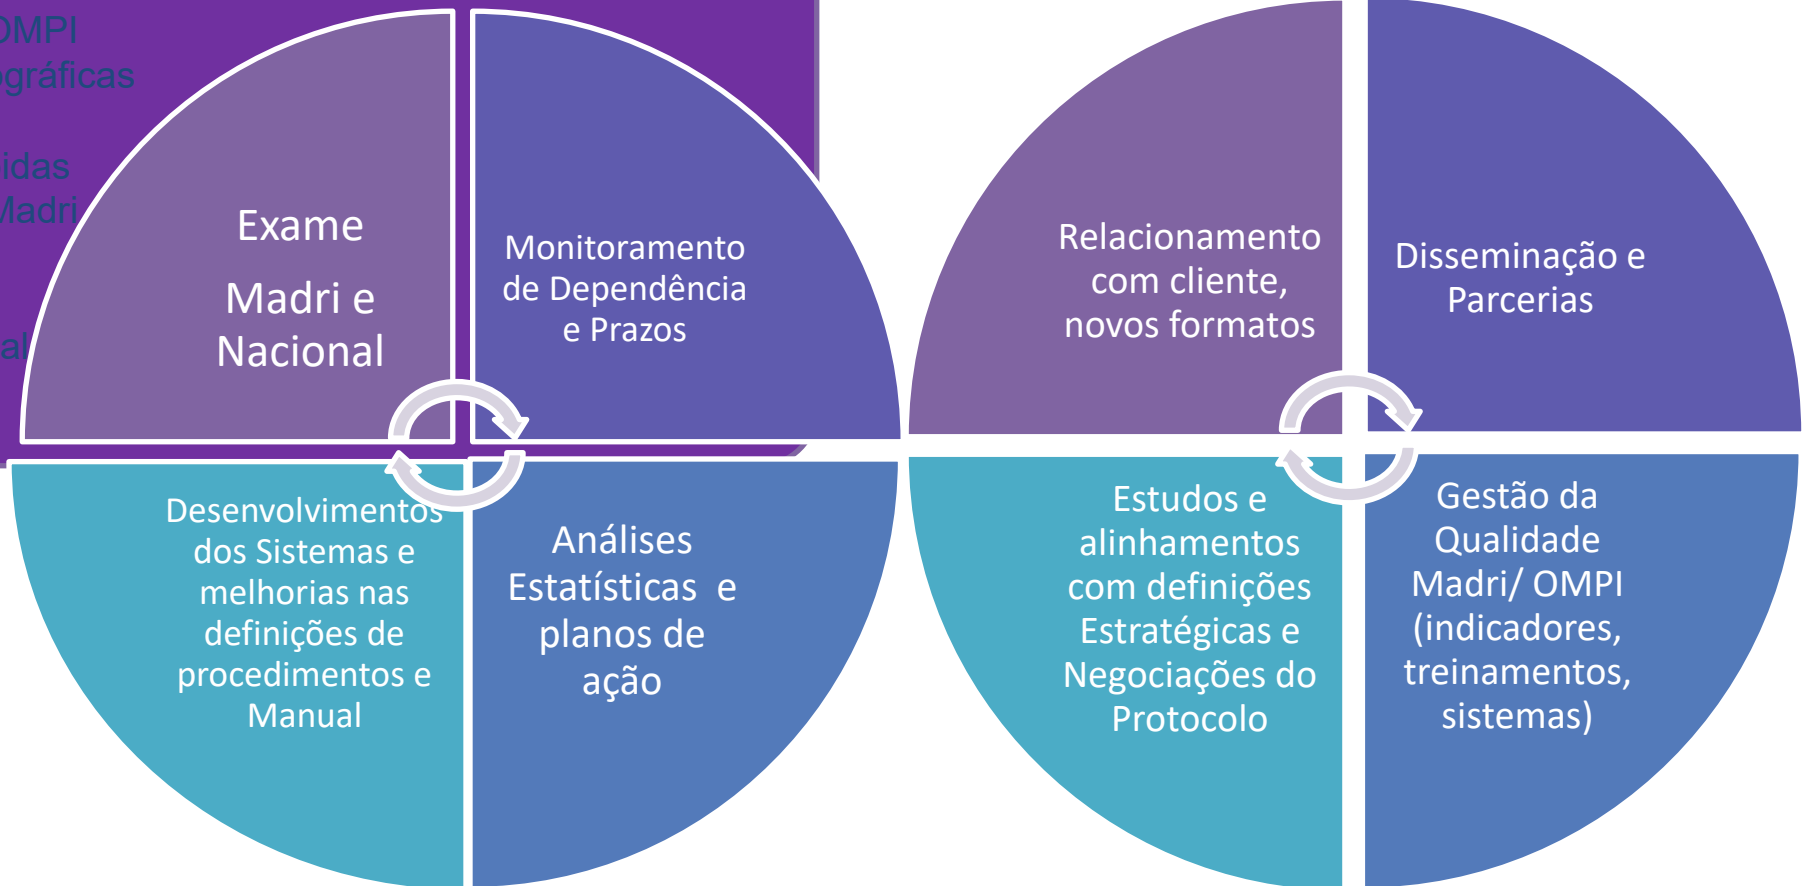 OMPI
Exame
Madri e
Nacional
Monitoramento
de Dependência
e Prazos
Desenvolvimentos
dos Sistemas e
melhorias nas
definições de
procedimentos e
Manual
Análises
Estatísticas e
planos de
ação
Relacionamento
com cliente,
novos formatos
Disseminação e
Parcerias
Estudos e
alinhamentos
com definições
Estratégicas e
Negociações do
Protocolo
Gestão da
Qualidade
Madri/ OMPI
(indicadores,
treinamentos,
sistemas)
ográficas
idas
Madri
al